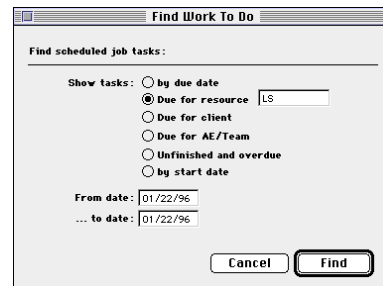 Find Work To Do
Find scheduled job tasks:
Show tasks: by due date
Due for resource LS
Due for client
Due for AE/Team
Unfinished and overdue
by start date
From date: 01/22/96
... to date: 01/22/96
Cancel Find